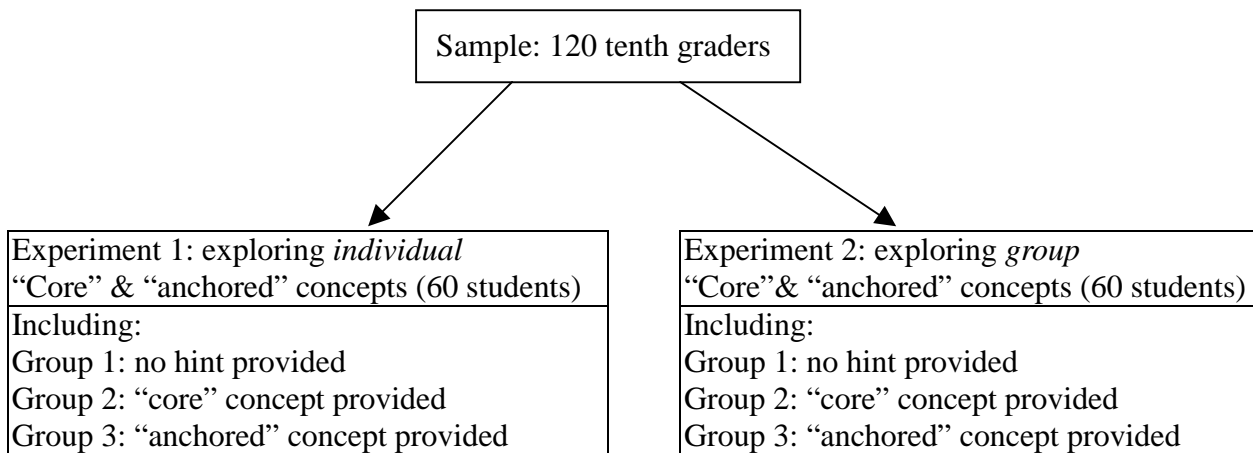 Sample: 120 tenth graders
Experiment 1: exploring individual
“Core” & “anchored” concepts (60 students)
Including:
Group 1: no hint provided
Group 2: “core” concept provided
Group 3: “anchored” concept provided
Experiment 2: exploring group
“Core”& “anchored” concepts (60 students)
Including:
Group 1: no hint provided
Group 2: “core” concept provided
Group 3: “anchored” concept provided